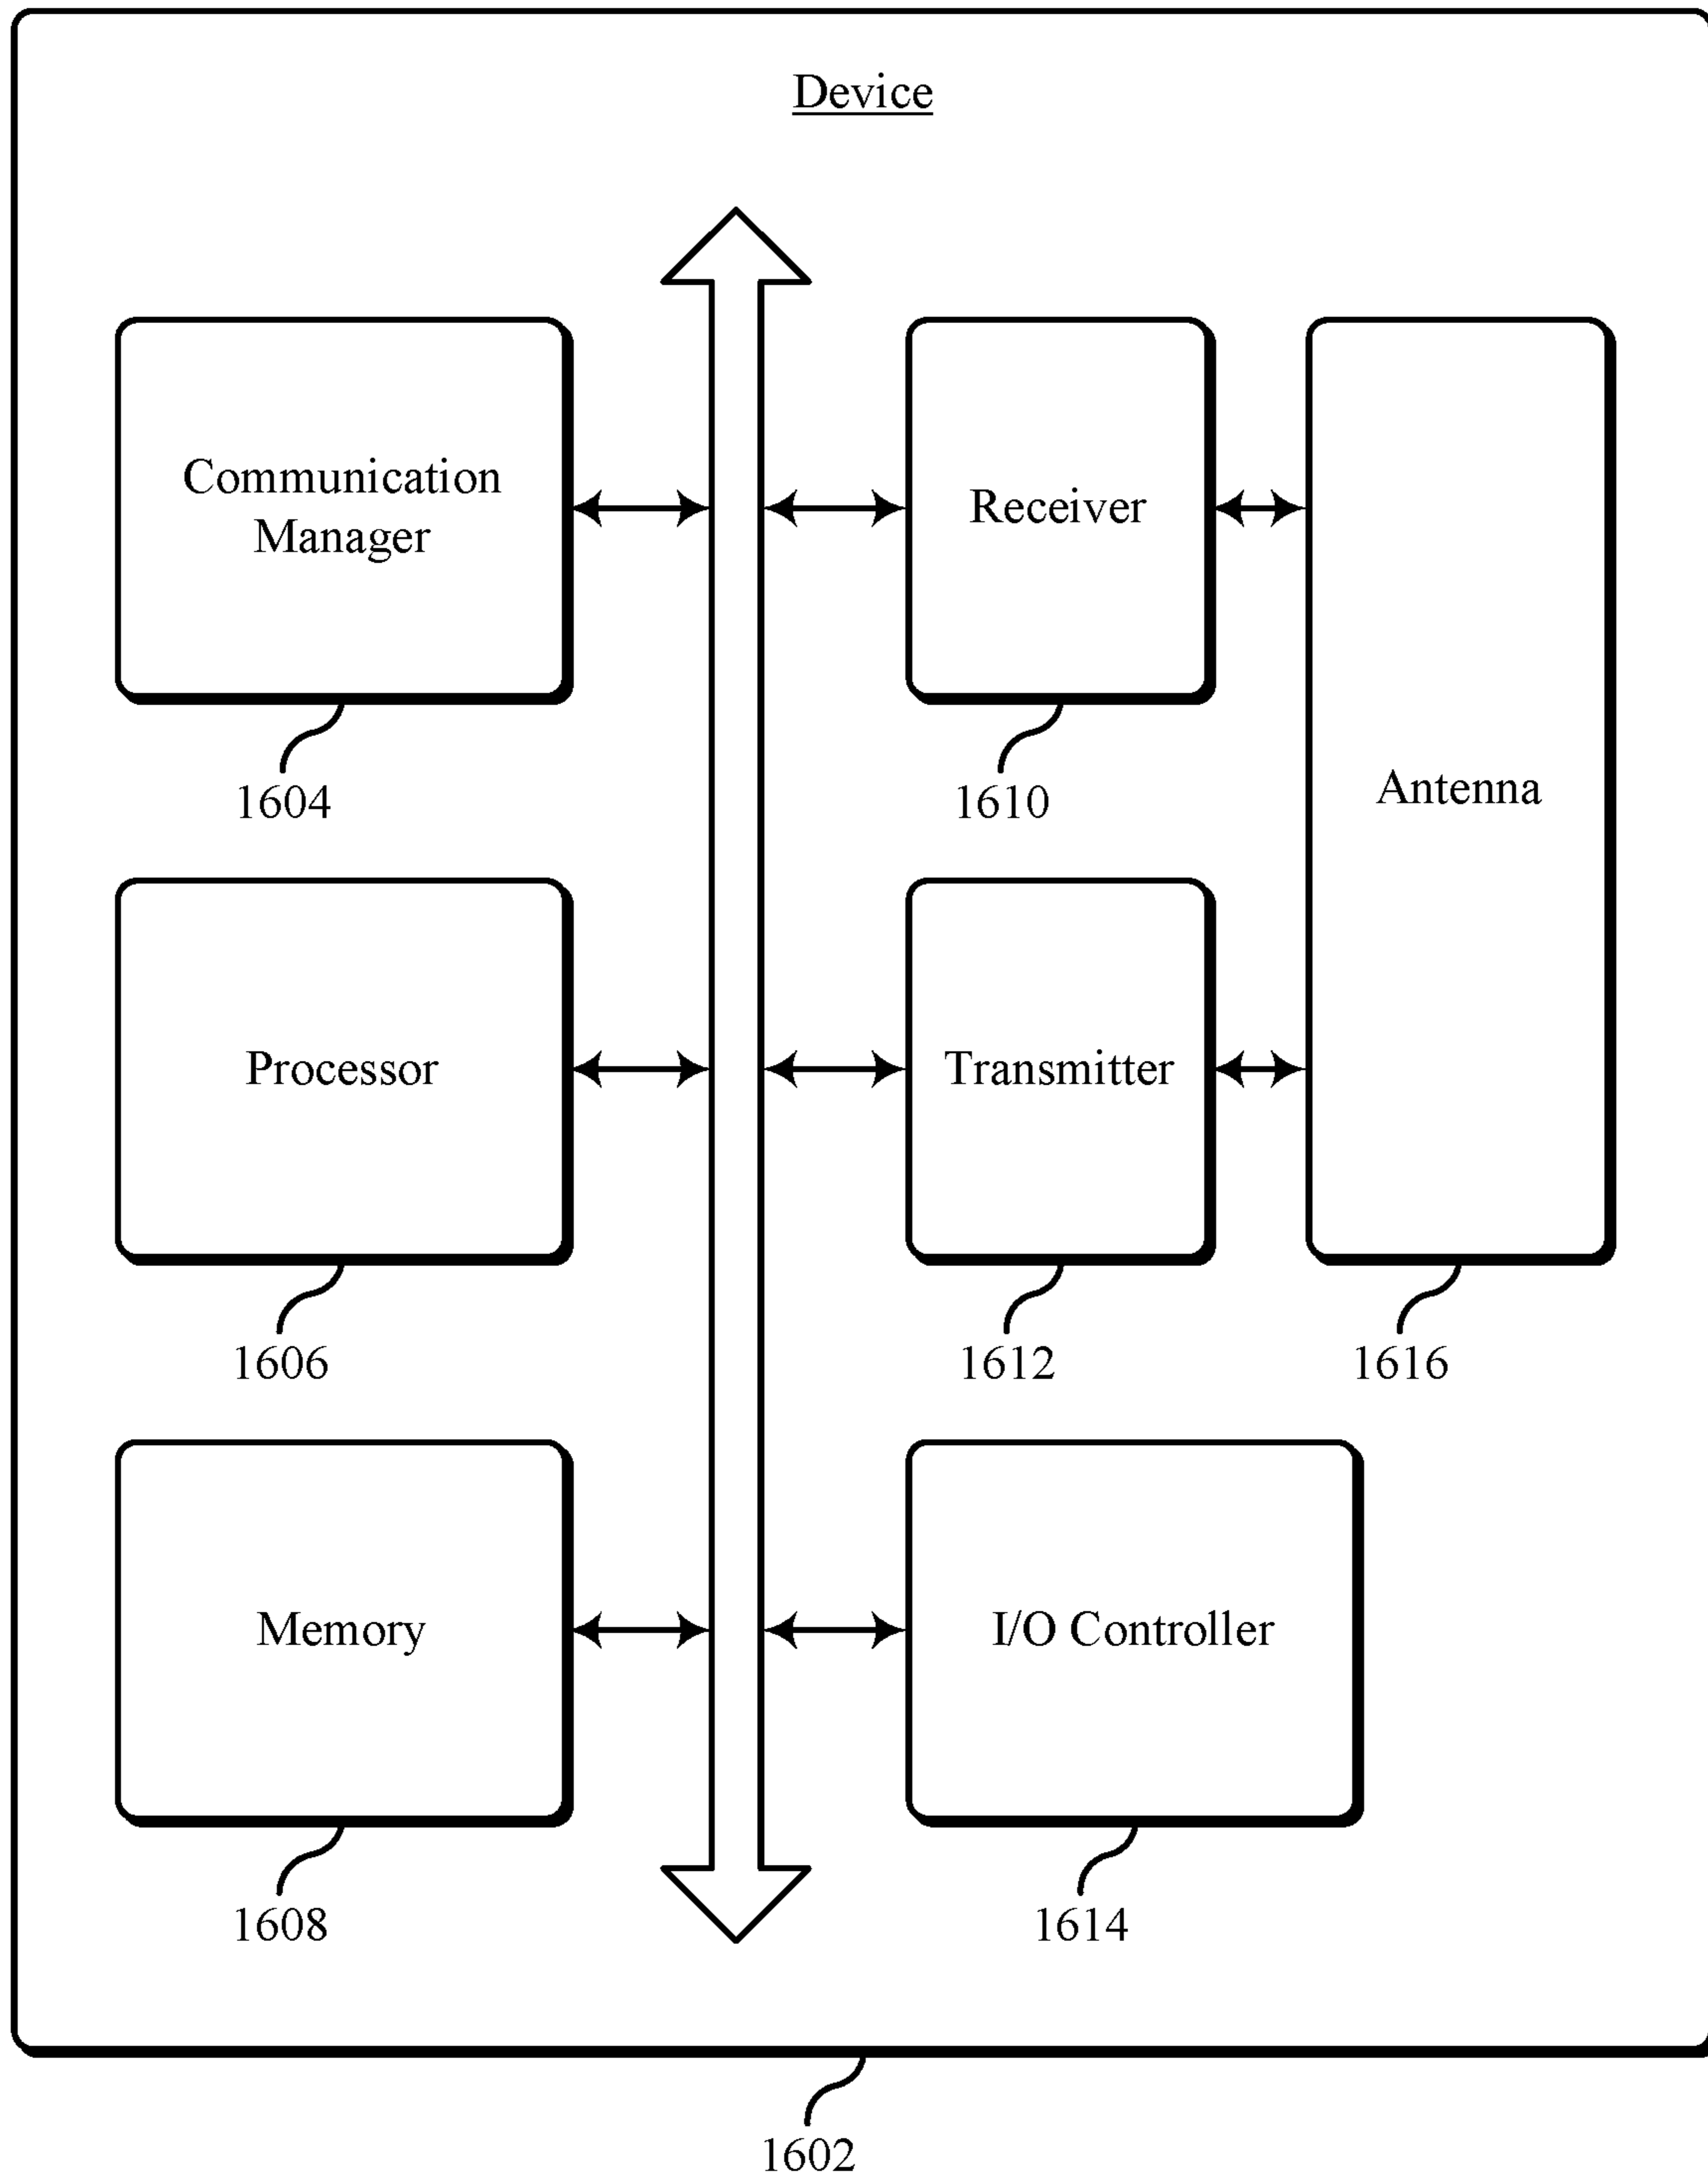 Device
Communication
Manager
Receiver
Antenna
1604
1610
Processor
Transmitter
1606
1612
1616
Memory
I/O Controller
1608
1614
1602